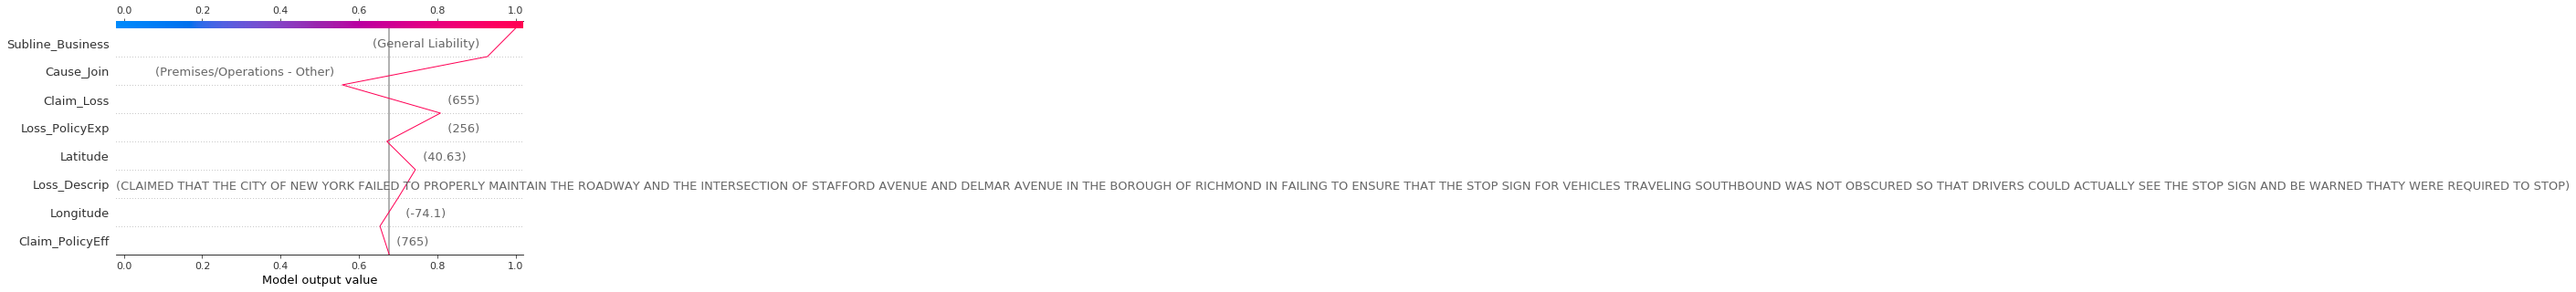 0.0 0.2 0.4 0.6 0.8 1.0
Subline_Business (General Liability)
Cause_Join (Premises/Operations - Other)
Claim_Loss (655)
Loss_PolicyExp (256)
Latitude (40.63)
Loss_Descrip (CLAIMED THAT THE CITY OF NEW YORK FAILED TO PROPERLY MAINTAIN THE ROADWAY AND THE INTERSECTION OF STAFFORD AVENUE AND DELMAR AVENUE IN THE BOROUGH OF RICHMOND IN FAILING TO ENSURE THAT THE STOP SIGN FOR VEHICLES TRAVELING SOUTHBOUND WAS NOT OBSCURED SO THAT DRIVERS COULD ACTUALLY SEE THE STOP SIGN AND BE WARNED THATY WERE REQUIRED TO STOP)
Longitude (-74.1)
Claim_PolicyEff (765)
0.0 0.2 0.4 0.6 0.8 1.0
Model output value